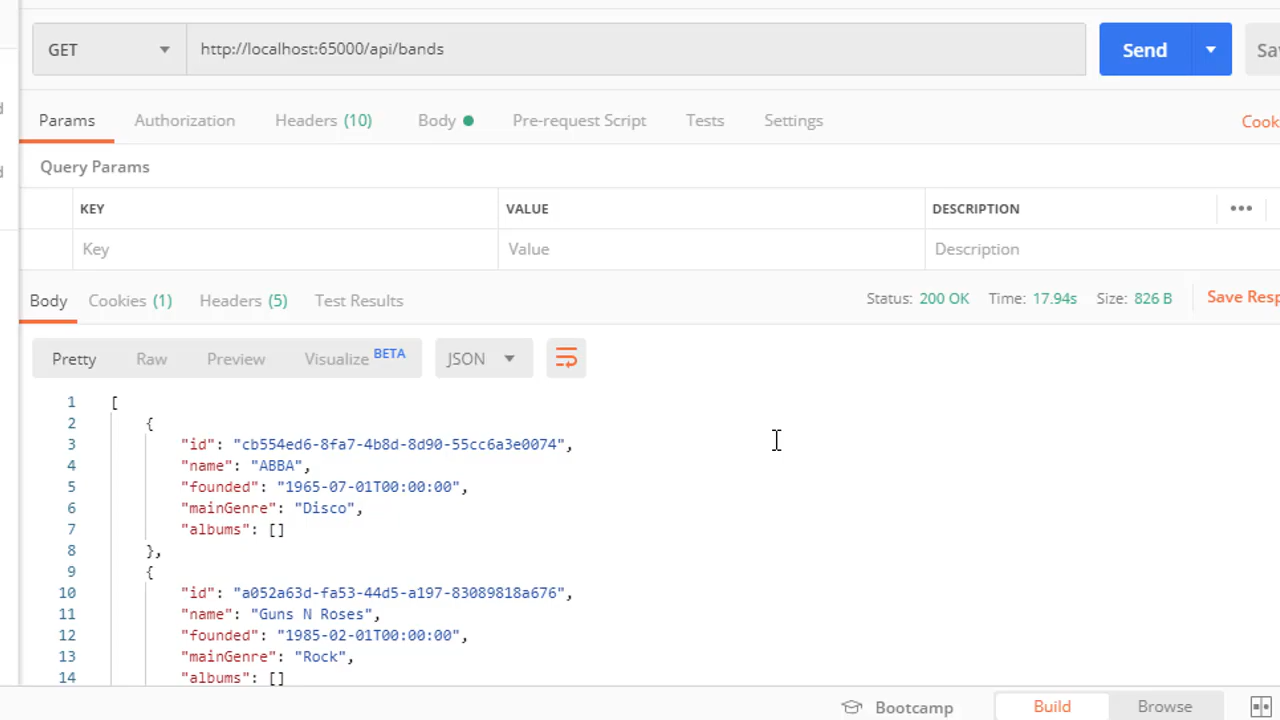 GET http://localhost:65000/api/bands Send Sa
Params Authorization Headers (10) Body Pre-request Script Tests Settings Cook
Query Params
KEY VALUE DESCRIPTION •••
Key Value Description
Body Cookies (1) Headers (5) Test Results Status: 200 OK Time: 17.94s Size: 826 B Save Resp
Pretty Raw Preview Visualize BETA JSON
1 [
2 {
3 "id": "cb554ed6-8fa7-4b8d-8d90-55cc6a3e0074",
4 "name": "ABBA",
5 "founded": "1965-07-01T00:00:00",
6 "mainGenre": "Disco",
7 "albums": []
8 },
9 {
10 "id": "a052a63d-fa53-44d5-a197-83089818a676",
11 "name": "Guns N Roses",
12 "founded": "1985-02-01T00:00:00",
13 "mainGenre": "Rock",
14 "albums": []
Bootcamp Build Browse